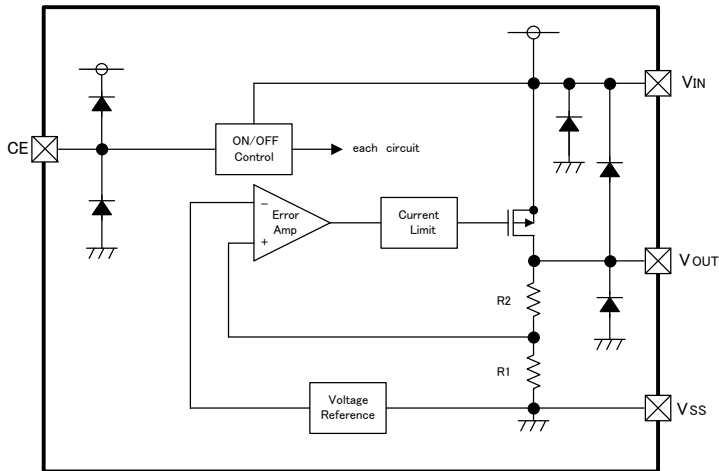 VIN
CE
ON/OFF
Control
each circuit
−
Error
Amp
+
Current
Limit
VOUT
R2
R1
Voltage
Reference
VSS